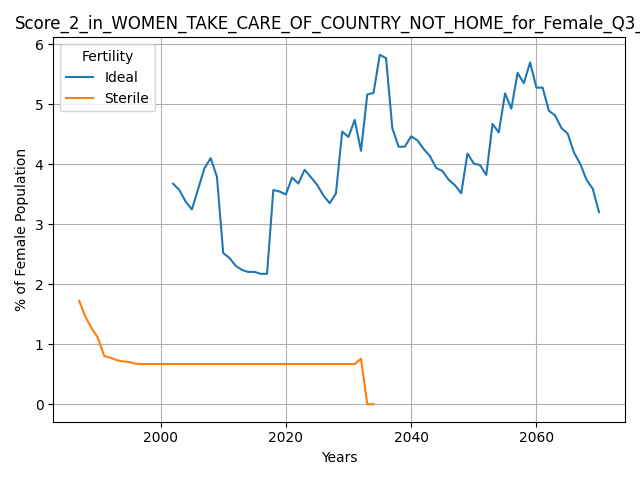 Score_2_in_WOMEN_TAKE_CARE_OF_COUNTRY_NOT_HOME_for_Female_Q3_
Fertility
Ideal
Sterile
% of Female Population
6
5
4
3
2
1
0
2000 2020 2040 2060
Years